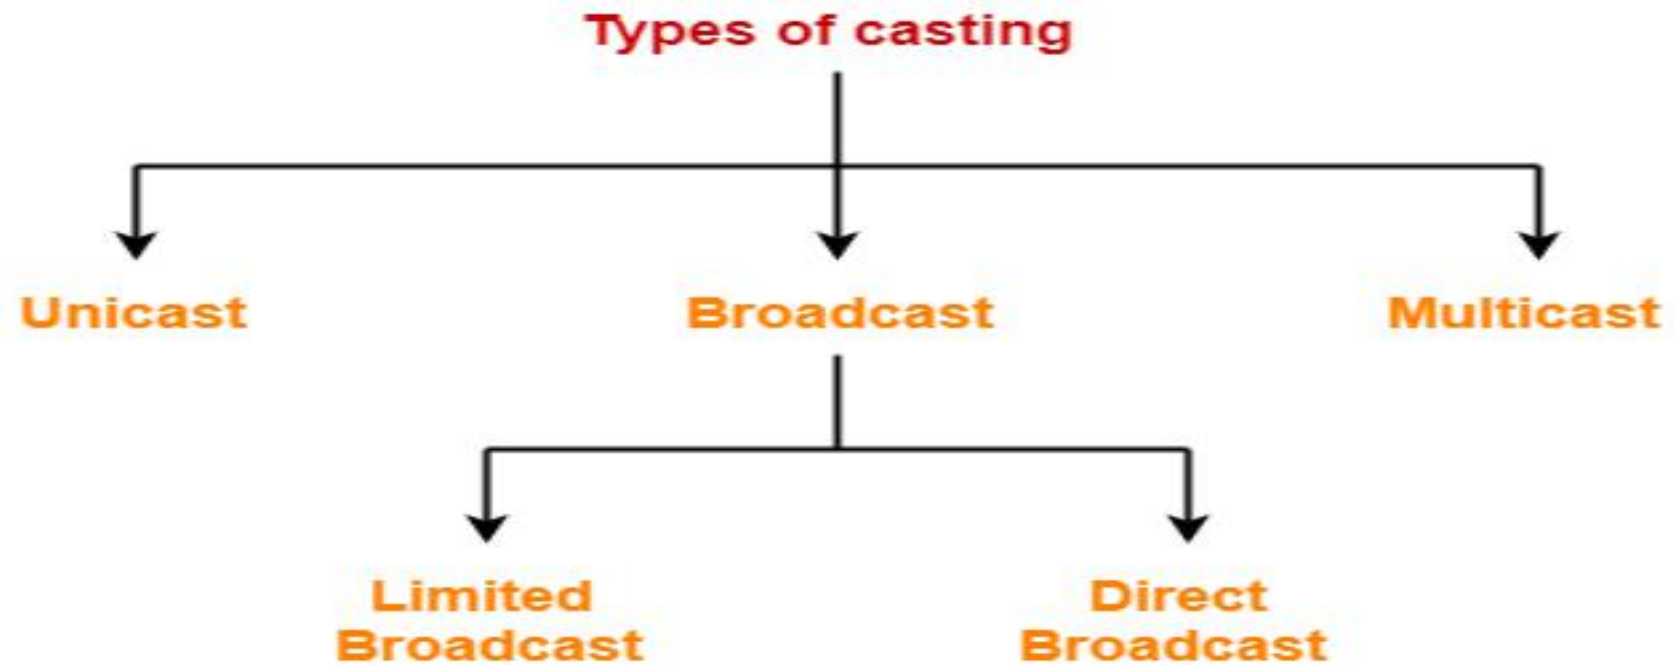 Types of casting
Unicast
Broadcast
Multicast
Limited
Broadcast
Direct
Broadcast